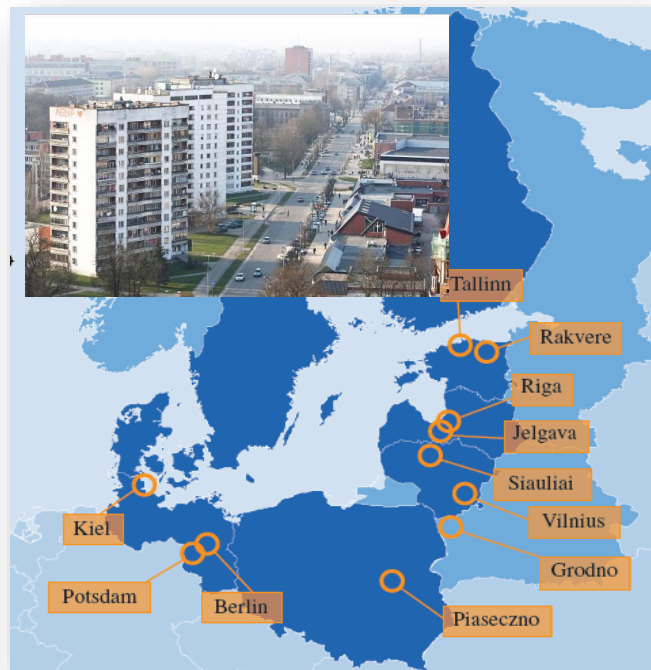 Tallinn
Rakvere
Riga
Jelgava
Siauliai
Kiel
Vilnius
Grodno
Potsdam
Berlin
Piaseczno